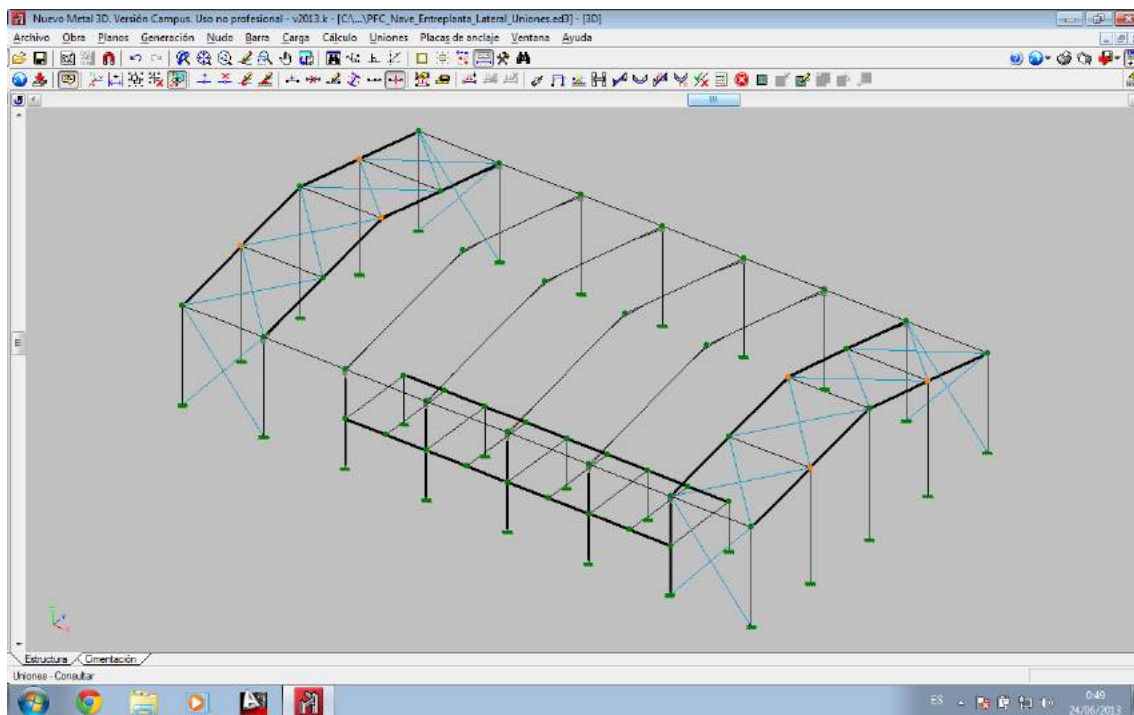 Nuevo Metal 3D. Versión Campus. Uso no profesional - v2013.k - [C:\...\PFC_Nave_Entreplanta_Lateral_Uniones.ed3] - [3D]
Archivo Obra Planos Generación Nudo Barra Carga Cálculo Uniones Placas de anclaje Ventana Ayuda
Estructura Cimentación
Uniones - Consultar
ES 0:49
24/06/2013